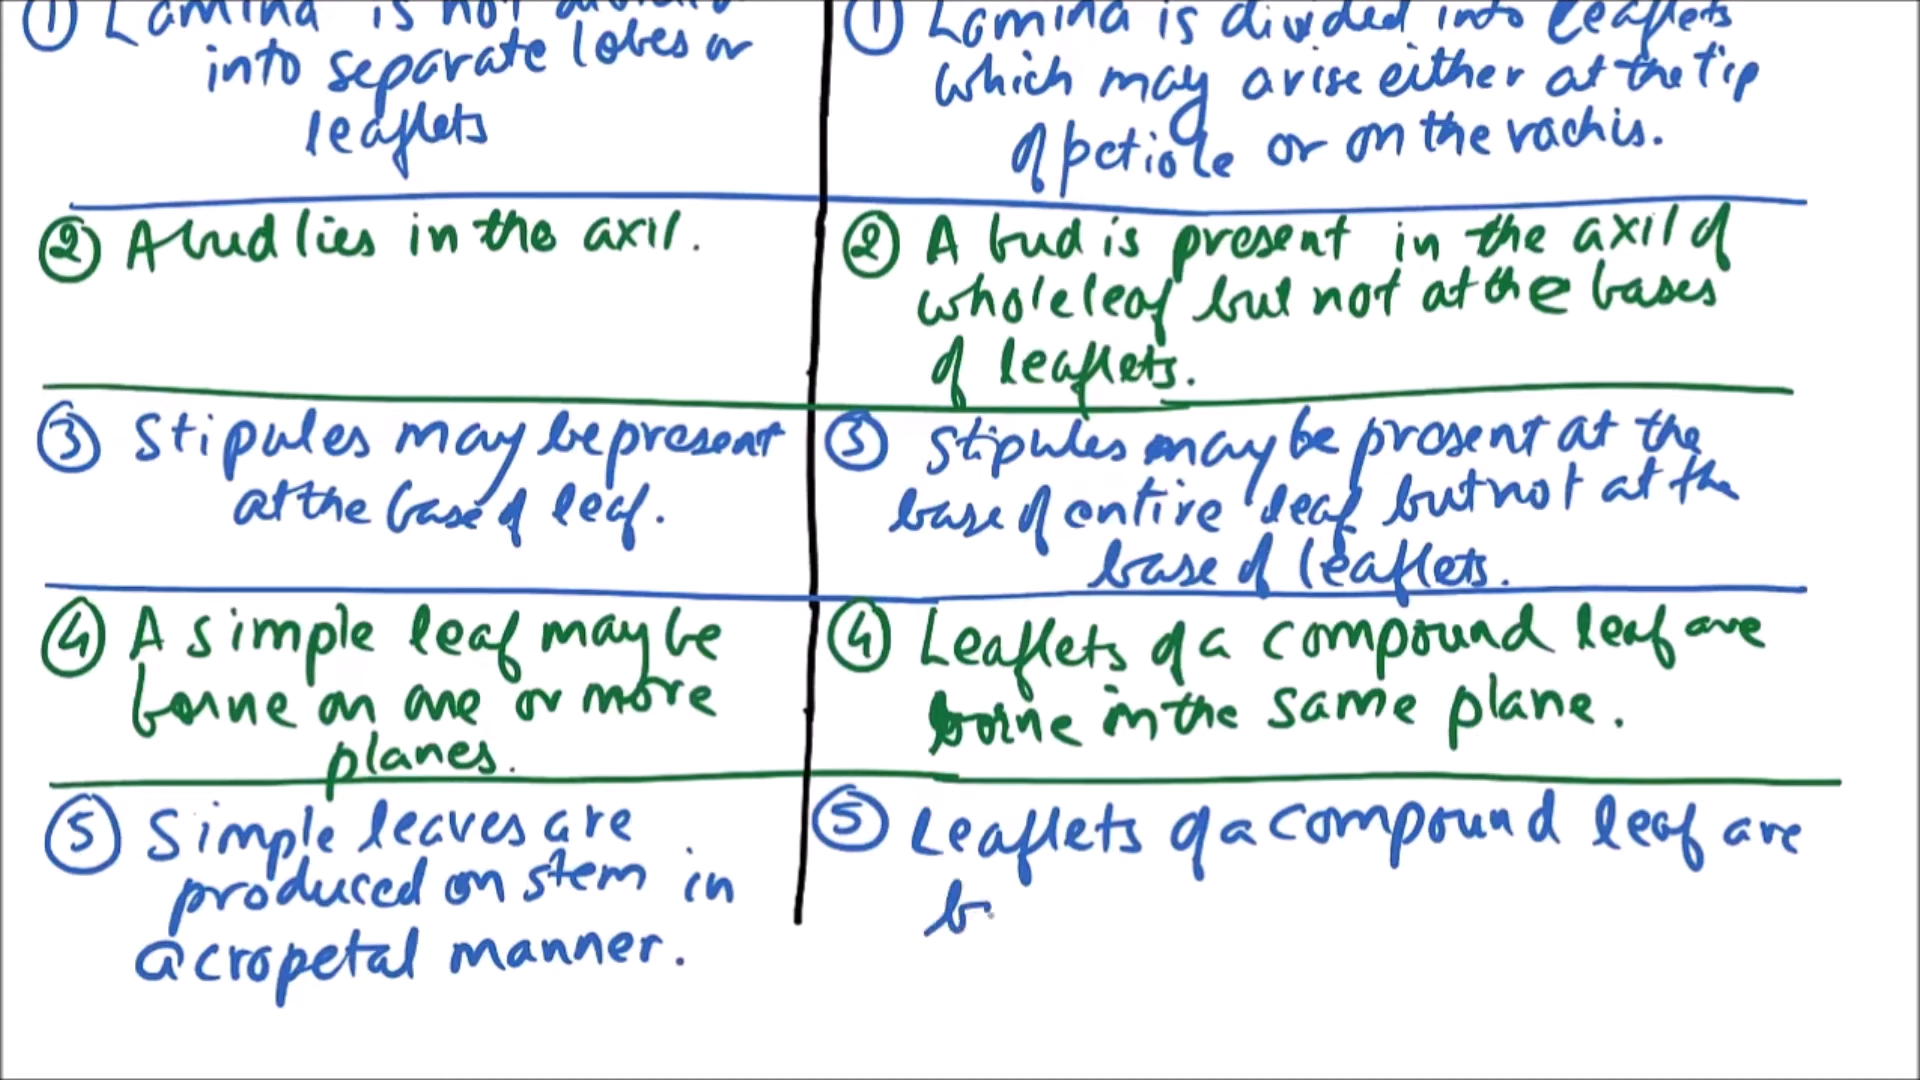 ① Lamina is not
into separate lobes or
leaflets
② A bud lies in the axil.
③ Stipules may be present
at the base of leaf.
④ A simple leaf may be
borne on one or more
planes.
⑤ Simple leaves are
produced on stem in
acropetal manner.
① Lamina is divided into leaflets
which may arise either at the tip
of petiole or on the rachis.
② A bud is present in the axil of
whole leaf but not at the bases
of leaflets.
③ Stipules may be present at the
base of entire leaf but not at the
base of leaflets.
④ Leaflets of a compound leaf are
borne in the same plane.
⑤ Leaflets of a compound leaf are
b